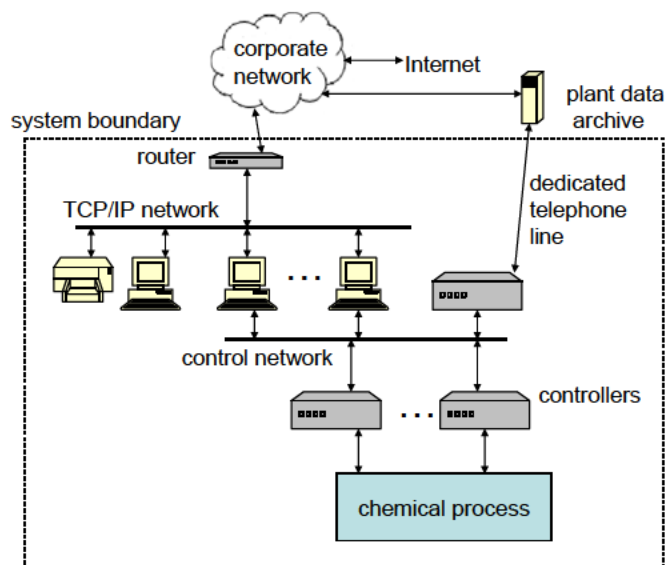 corporate
network
Internet
plant data
archive
system boundary
router
dedicated
telephone
line
TCP/IP network
. . .
control network
controllers
. . .
chemical process